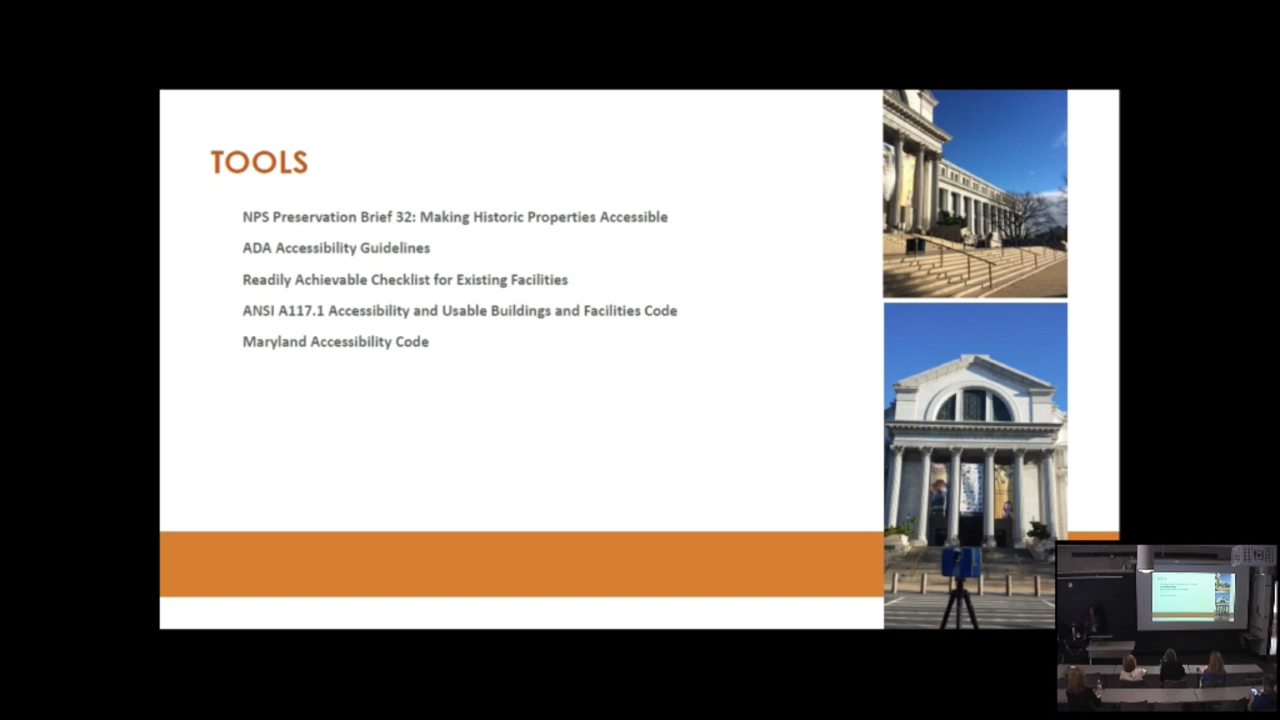 TOOLS
NPS Preservation Brief 32: Making Historic Properties Accessible
ADA Accessibility Guidelines
Readily Achievable Checklist for Existing Facilities
ANSI A117.1 Accessibility and Usable Buildings and Facilities Code
Maryland Accessibility Code